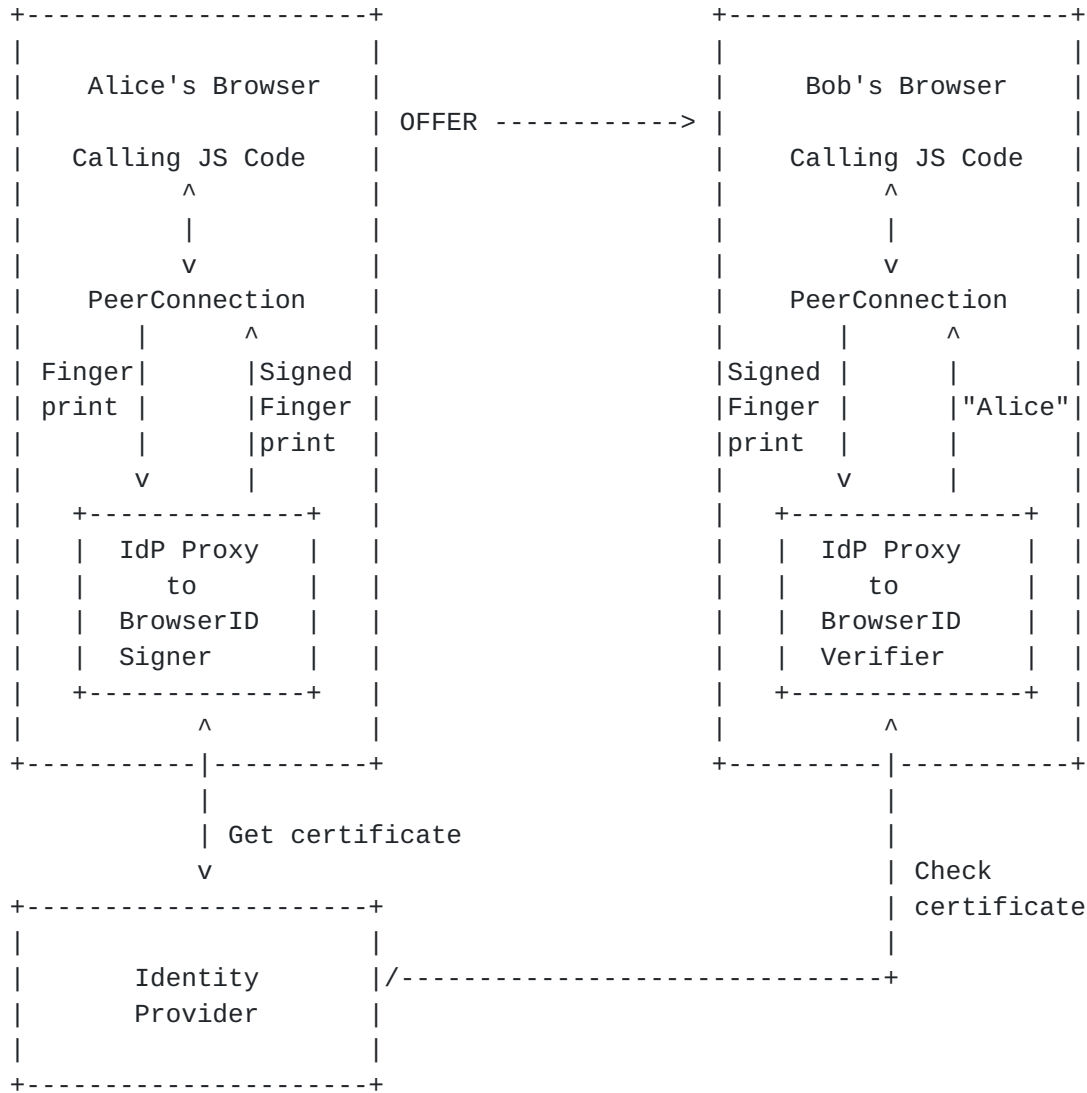 Alice's Browser Bob's Browser
OFFER ------------>
Calling JS Code Calling JS Code
PeerConnection PeerConnection
Finger Signed Signed
print Finger Finger "Alice"
print print
IdP Proxy IdP Proxy
to to
BrowserID BrowserID
Signer Verifier
Get certificate
Check
certificate
Identity
Provider